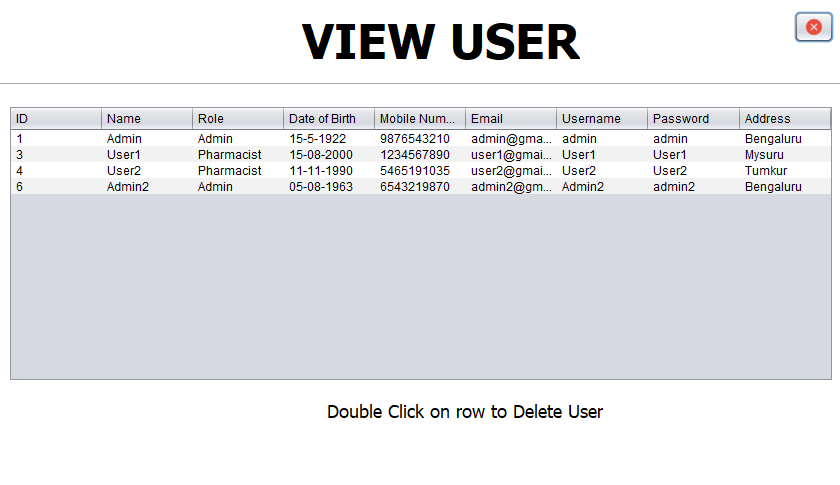 VIEW USER
ID Name Role Date of Birth Mobile Num... Email Username Password Address
1 Admin Admin 15-5-1922 9876543210 admin@gma... admin admin Bengaluru
3 User1 Pharmacist 15-08-2000 1234567890 user1@gmai... User1 User1 Mysuru
4 User2 Pharmacist 11-11-1990 5465191035 user2@gmai... User2 User2 Tumkur
6 Admin2 Admin 05-08-1963 6543219870 admin2@gm... Admin2 admin2 Bengaluru
Double Click on row to Delete User